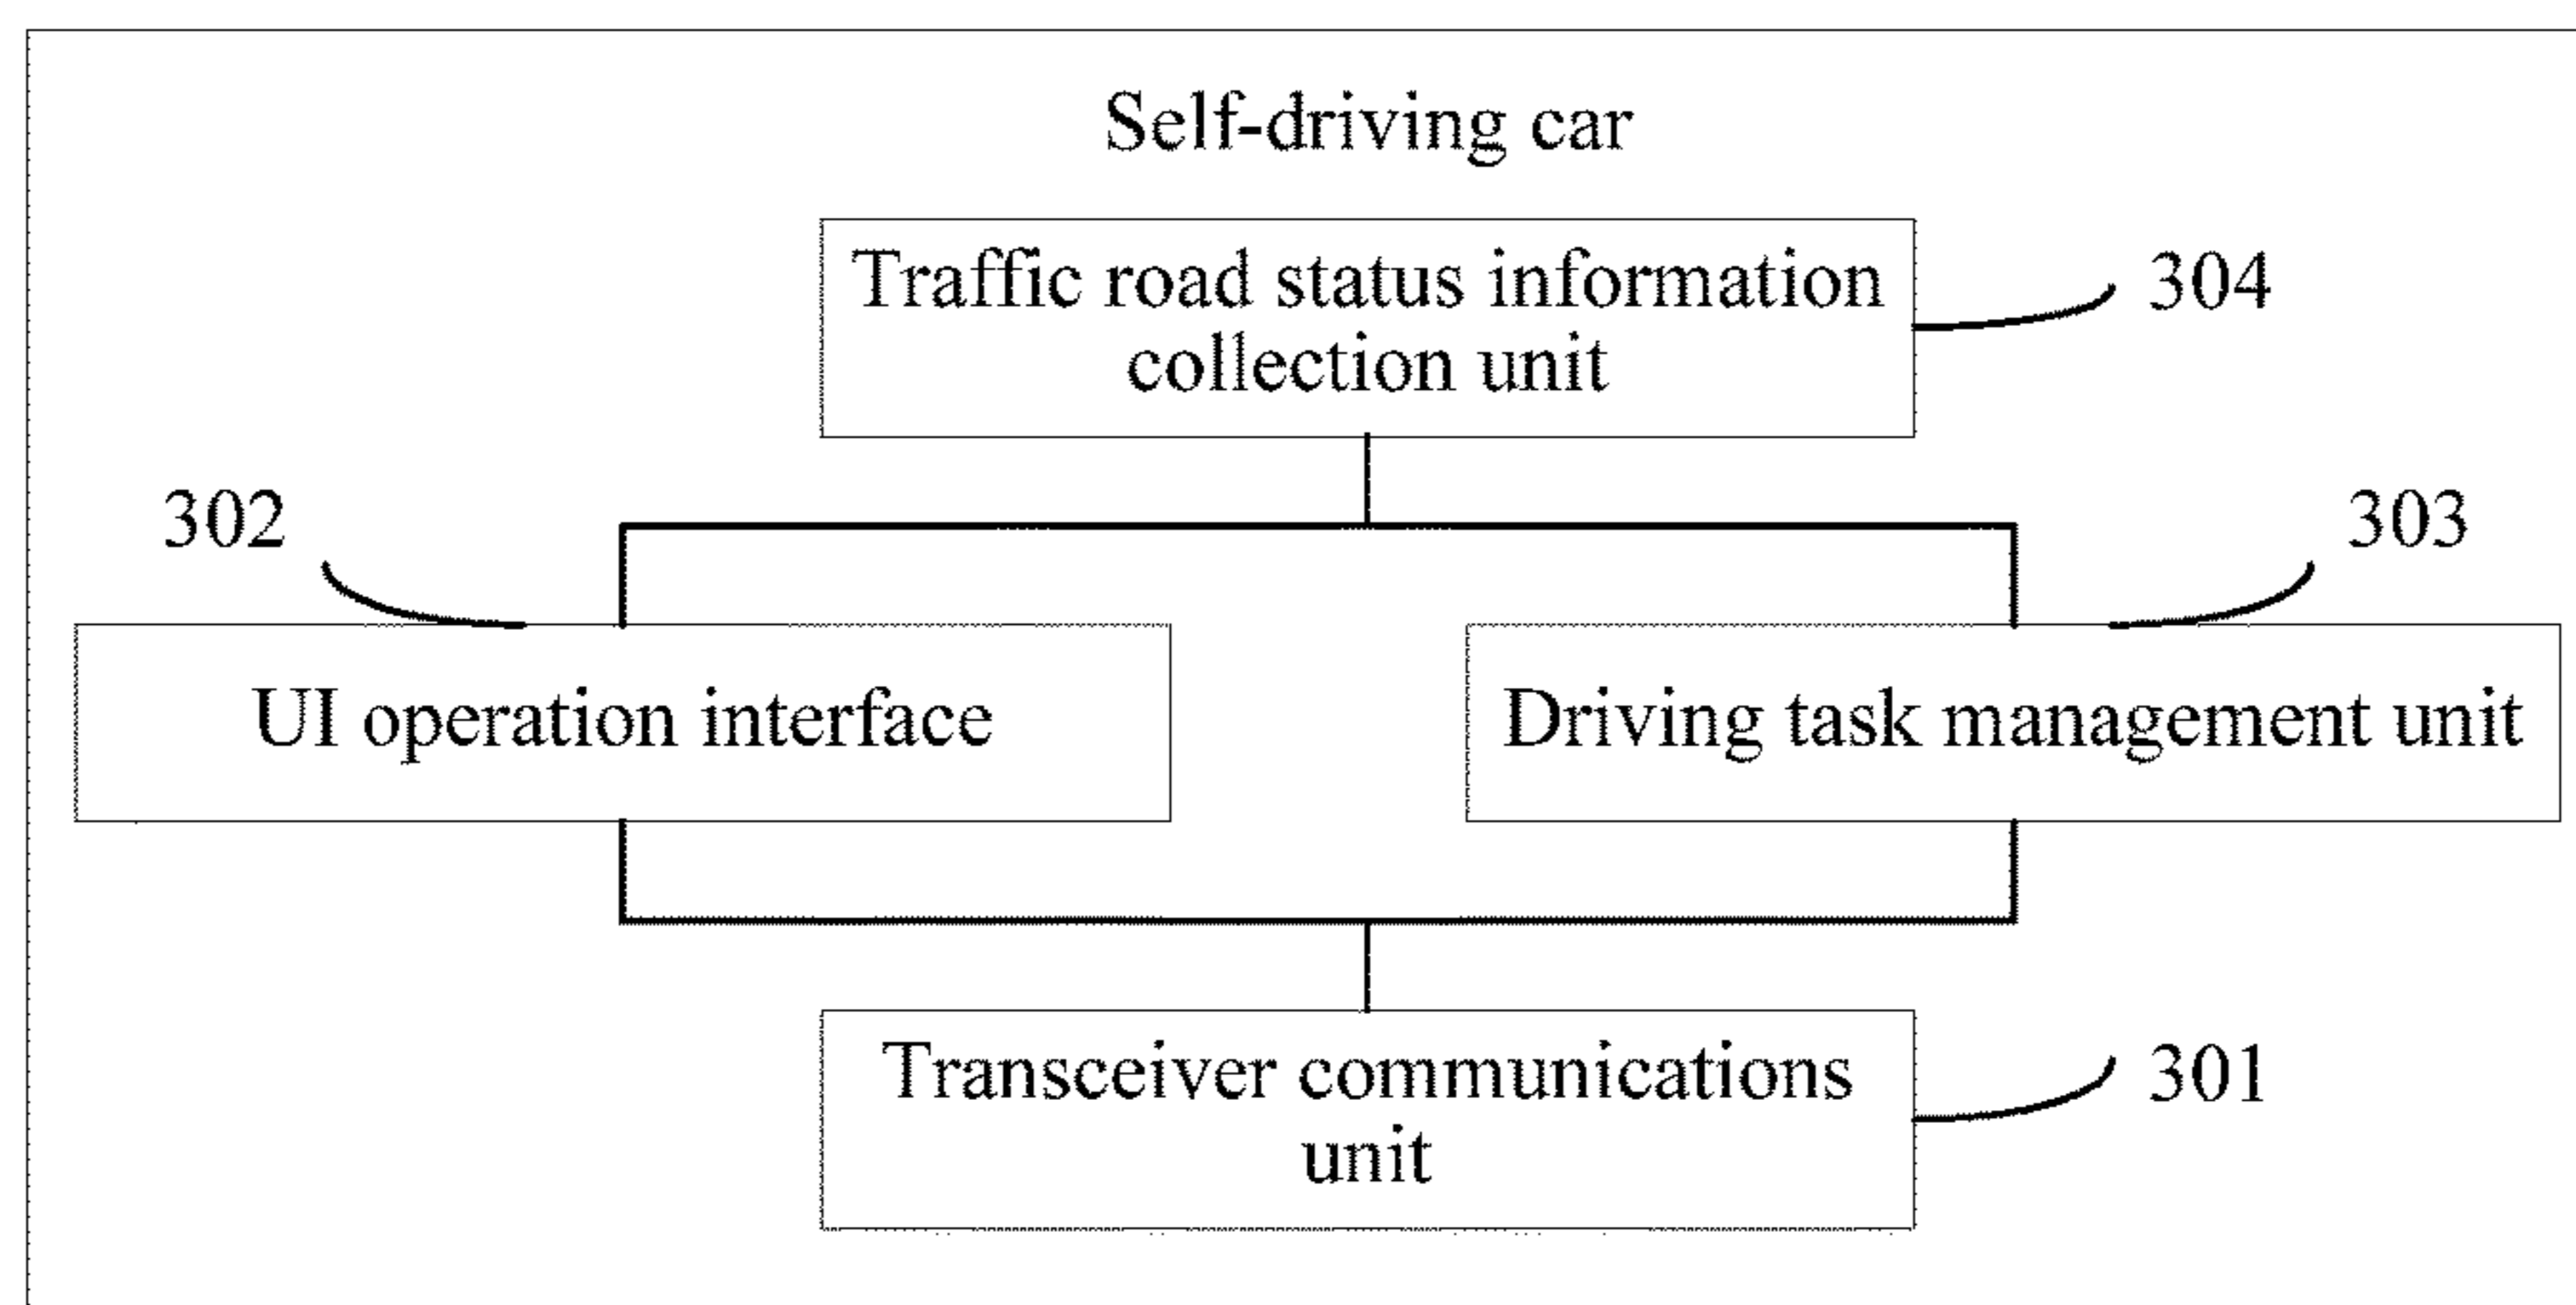 Self-driving car
Traffic road status information
collection unit
304
302
303
UI operation interface
Driving task management unit
Transceiver communications
unit
301